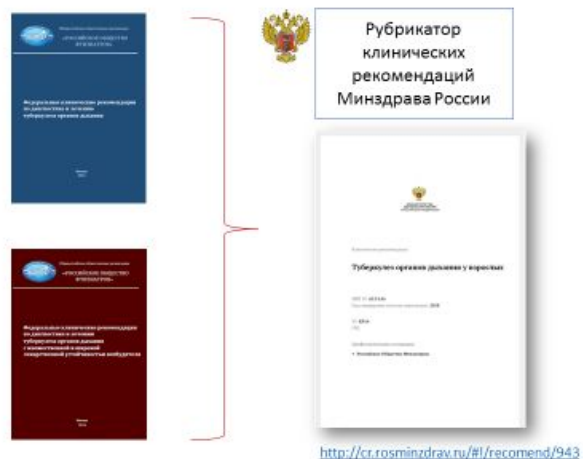 «РОССИЙСКОЕ ОБЩЕСТВО
ФТИЗИАТРОВ»
Федеральные клинические рекомендации
по диагностике и лечению
туберкулеза органов дыхания
Москва
«РОССИЙСКОЕ ОБЩЕСТВО
ФТИЗИАТРОВ»
Федеральные клинические рекомендации
по диагностике и лечению
туберкулеза органов дыхания
с множественной и широкой
лекарственной устойчивостью возбудителя
Москва
Рубрикатор
клинических
рекомендаций
Минздрава России
Туберкулез органов дыхания у взрослых
Российское Общество Фтизиатров
http://cr.rosminzdrav.ru/#!/recomend/943